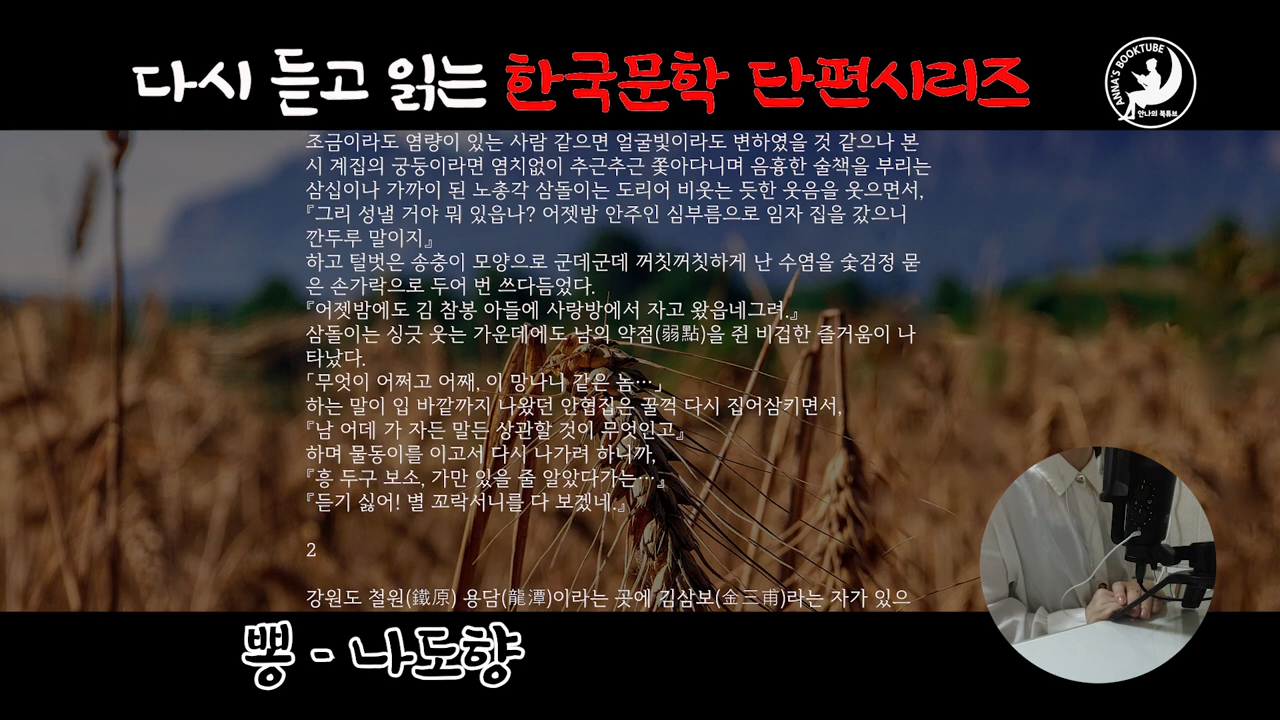 다시 듣고 읽는 한국문학 단편시리즈
ANNA'S BOOKTUBE
안나의 북튜브
조금이라도 염량이 있는 사람 같으면 얼굴빛이라도 변하였을 것 같으나 본
시 계집의 궁둥이라면 염치없이 추근추근 쫓아다니며 음흉한 술책을 부리는
삼십이나 가까이 된 노총각 삼돌이는 도리어 비웃는 듯한 웃음을 웃으면서,
『그리 성낼 거야 뭐 있읍나? 어젯밤 안주인 심부름으로 임자 집을 갔으니
깐두루 말이지』
하고 털벗은 송충이 모양으로 군데군데 꺼칫꺼칫하게 난 수염을 숯검정 묻
은 손가락으로 두어 번 쓰다듬었다.
『어젯밤에도 김 참봉 아들에 사랑방에서 자고 왔읍네그려.』
삼돌이는 싱긋 웃는 가운데에도 남의 약점(弱點)을 쥔 비겁한 즐거움이 나
타났다.
「무엇이 어쩌고 어째, 이 망나니 같은 놈…」
하는 말이 입 바깥까지 나왔던 안협집은 꿀꺽 다시 집어삼키면서,
『남 어데 가 자든 말든 상관할 것이 무엇인고』
하며 물동이를 이고서 다시 나가려 하니까,
『흥 두구 보소, 가만 있을 줄 알았다가는…』
『듣기 싫어! 별 꼬락서니를 다 보겠네.』
2
강원도 철원(鐵原) 용담(龍潭)이라는 곳에 김삼보(金三甫)라는 자가 있으
뽕 - 나도향